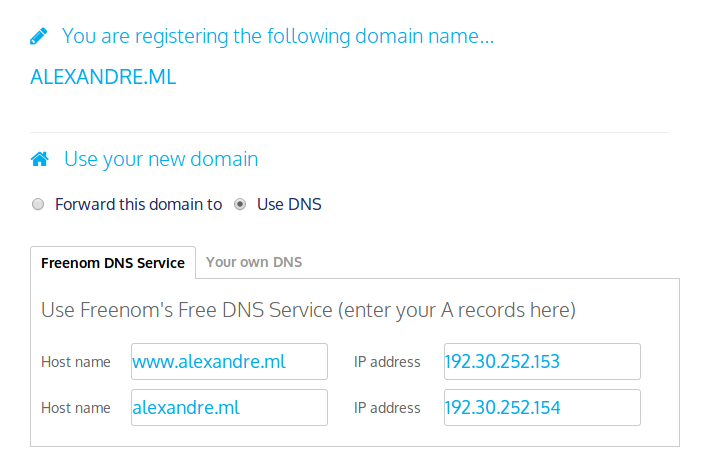 You are registering the following domain name...
ALEXANDRE.ML
Use your new domain
Forward this domain to Use DNS
Freenom DNS Service Your own DNS
Use Freenom's Free DNS Service (enter your A records here)
Host name www.alexandre.ml IP address 192.30.252.153
Host name alexandre.ml IP address 192.30.252.154